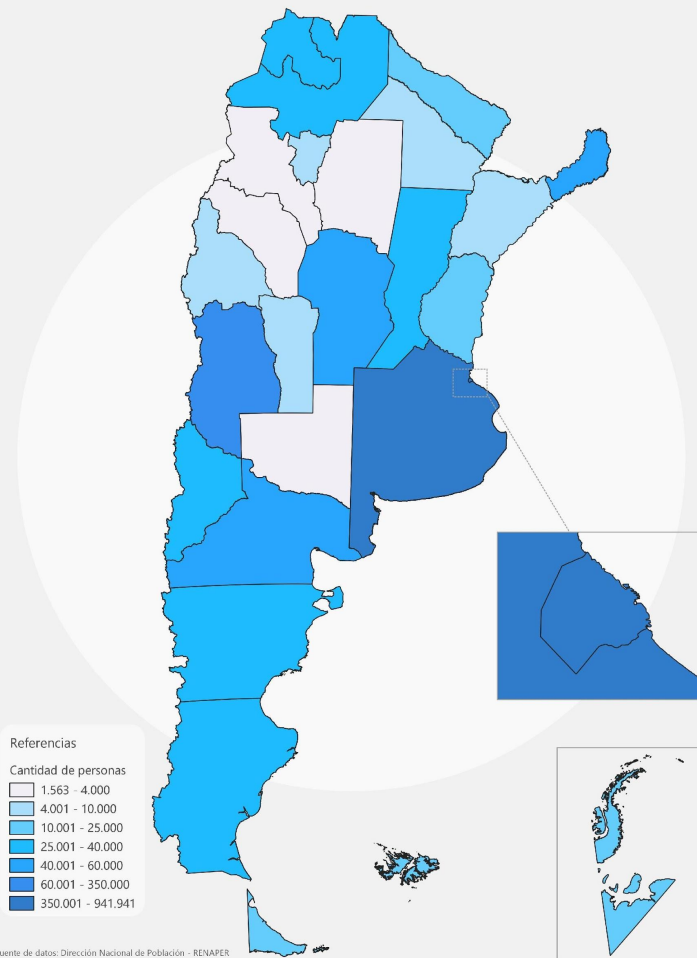 Referencias
Cantidad de personas
1.563 - 4.000
4.001 - 10.000
10.001 - 25.000
25.001 - 40.000
40.001 - 60.000
60.001 - 350.000
350.001 - 941.941
uente de datos: Dirección Nacional de Población - RENAPER